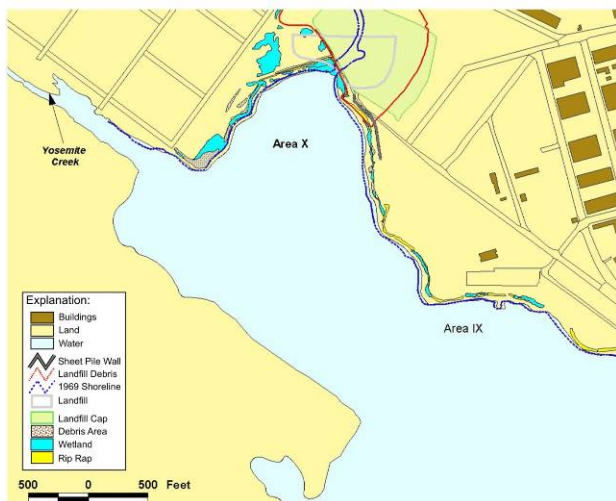 Area X
Yosemite
Creek
Area IX
Explanation:
Buildings
Land
Water
Sheet Pile Wall
Landfill Debris
1969 Shoreline
Landfill
Landfill Cap
Debris Area
Wetland
Rip Rap
500 0 500 Feet